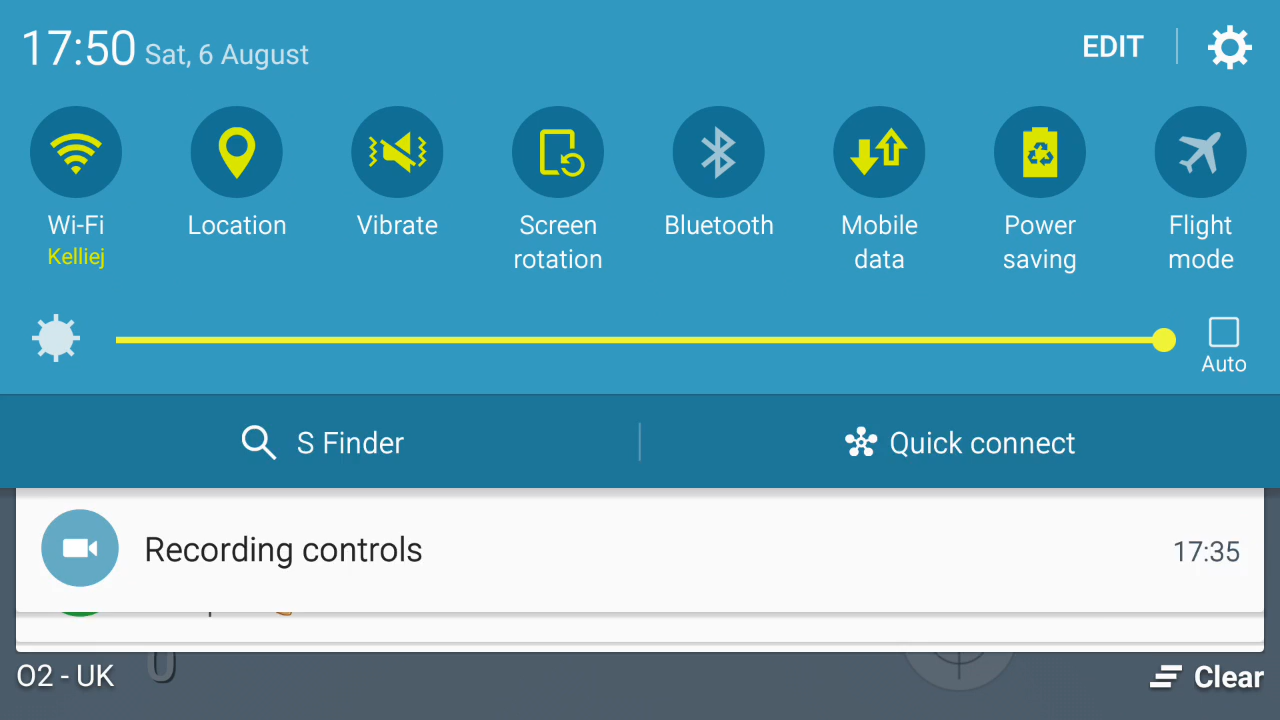 17:50 Sat, 6 August EDIT
Wi-Fi Location Vibrate Screen rotation Bluetooth Mobile data Power saving Flight mode
Kelliej
Auto
S Finder Quick connect
Recording controls 17:35
O2 - UK Clear